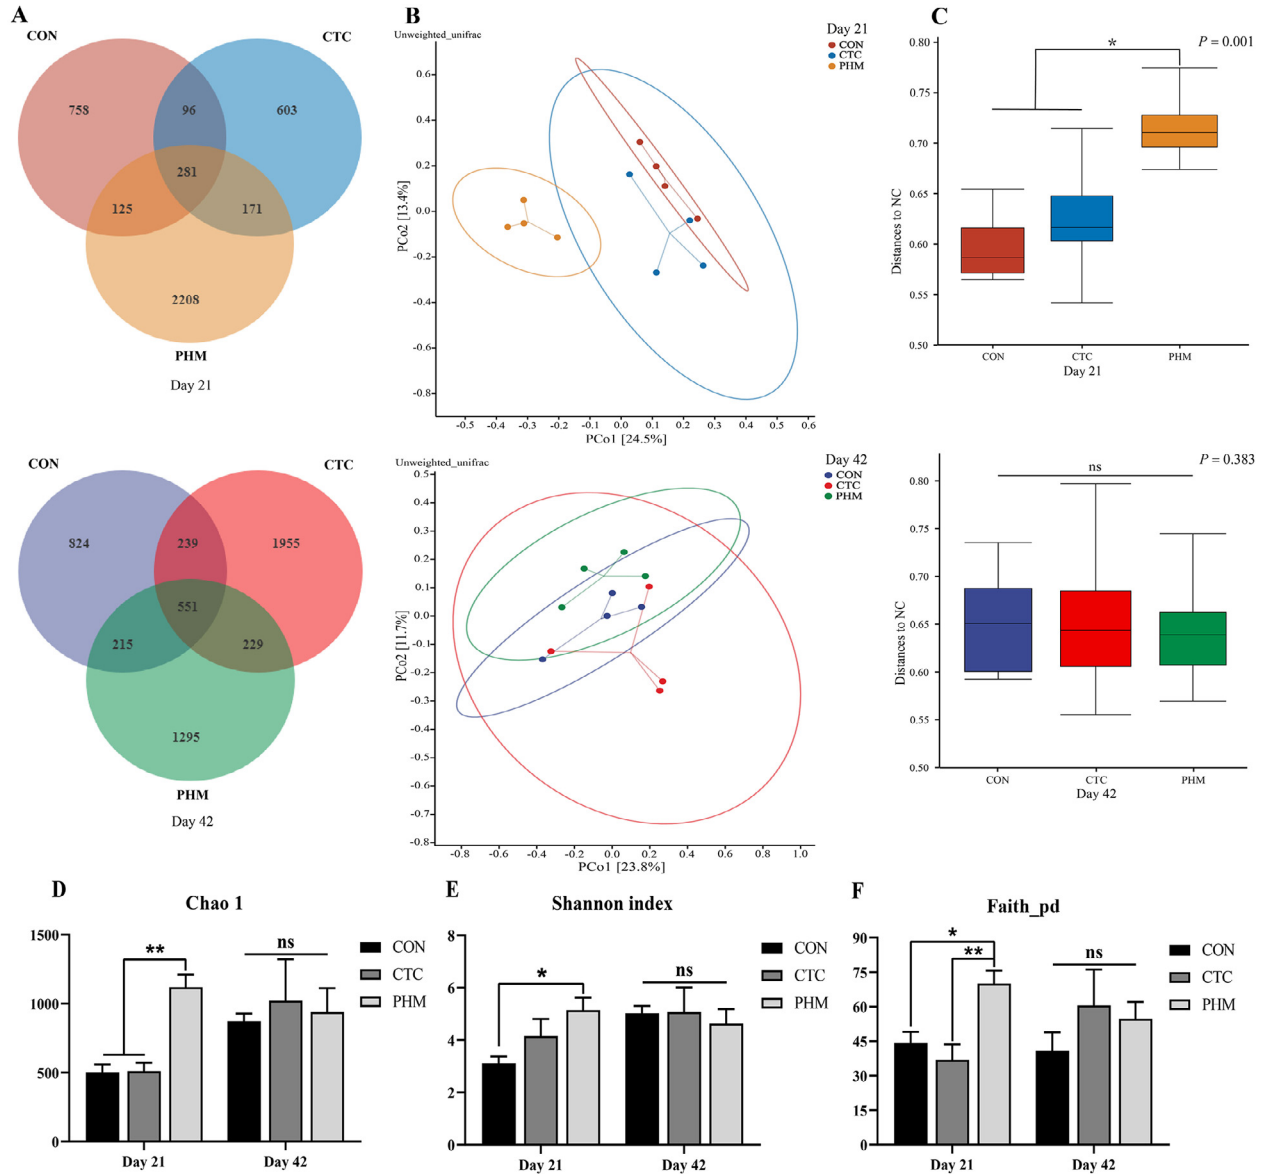 A
CON
CTC
758
96
603
281
125
171
2208
PHM
Day 21
B
Unweighted_unifrac
Day 21
CON
CTC
PHM
0.6
0.4
0.2
0.0
-0.2
-0.4
-0.6
-0.8
PCo2 [13.4%]
-0.5 -0.4 -0.3 -0.2 -0.1 0.0 0.1 0.2 0.3 0.4 0.5 0.6
PCo1 [24.5%]
C
P = 0.001
*
0.80
0.75
0.70
0.65
0.60
0.55
0.50
Distances to NC
CON CTC PHM
Day 21
CON
CTC
824
239
1955
551
215
229
1295
PHM
Day 42
Unweighted_unifrac
Day 42
CON
CTC
PHM
0.5
0.4
0.3
0.2
0.1
0.0
-0.1
-0.2
-0.3
-0.4
-0.5
-0.6
-0.7
-0.8
PCo2 [11.7%]
-0.8 -0.6 -0.4 -0.2 0.0 0.2 0.4 0.6 0.8 1.0
PCo1 [23.8%]
P = 0.383
ns
0.80
0.75
0.70
0.65
0.60
0.55
0.50
Distances to NC
CON CTC PHM
Day 42
D
Chao 1
1500
1000
500
0
**
ns
CON
CTC
PHM
Day 21 Day 42
E
Shannon index
8
6
4
2
0
*
ns
CON
CTC
PHM
Day 21 Day 42
F
Faith_pd
90
75
60
45
30
15
0
*
**
ns
CON
CTC
PHM
Day 21 Day 42